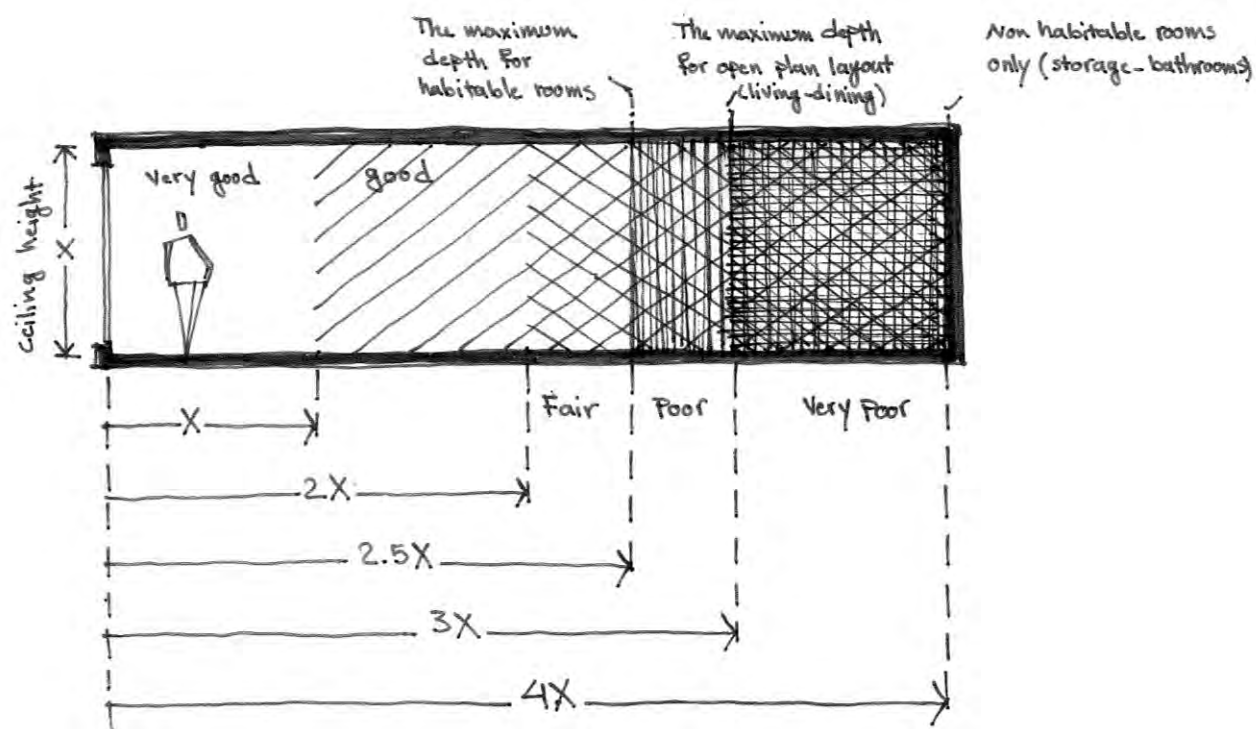 The maximum
depth for
habitable rooms
The maximum depth
for open plan layout
(living-dining)
Non habitable rooms
only (storage-bathrooms)
Ceiling height
X
very good
good
Fair
Poor
Very Poor
X
2X
2.5X
3X
4X